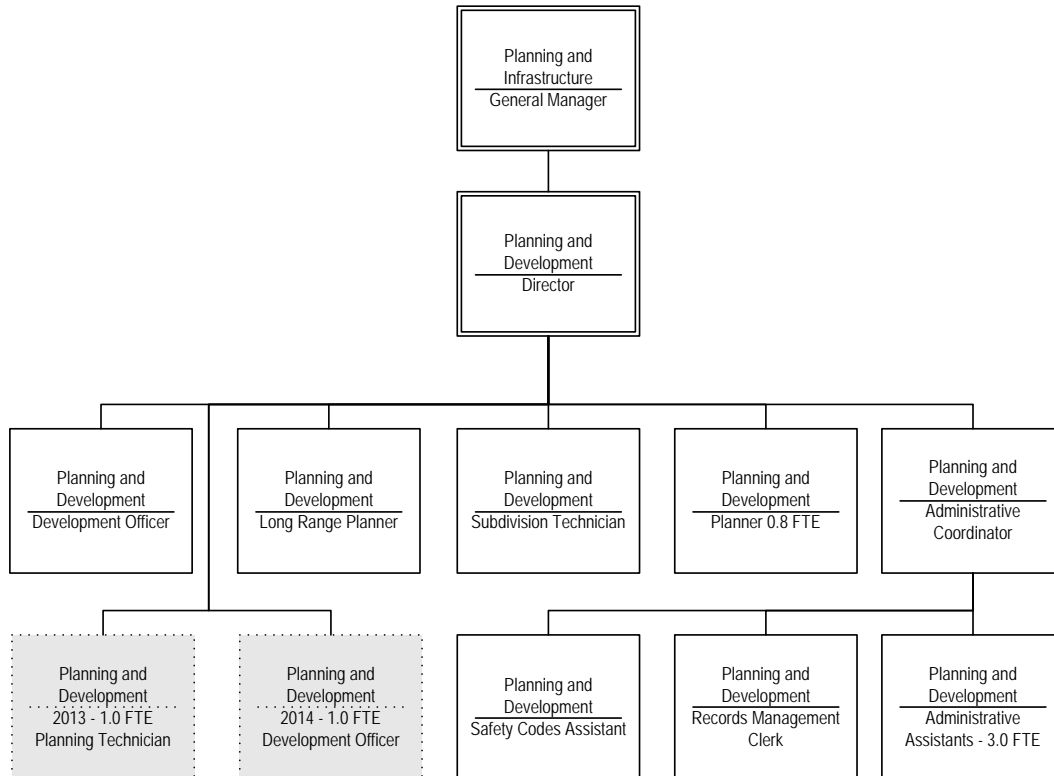 Planning and
Infrastructure
General Manager
Planning and
Development
Director
Planning and
Development
Development Officer
Planning and
Development
Long Range Planner
Planning and
Development
Subdivision Technician
Planning and
Development
Planner 0.8 FTE
Planning and
Development
Administrative
Coordinator
Planning and
Development
2013 - 1.0 FTE
Planning Technician
Planning and
Development
2014 - 1.0 FTE
Development Officer
Planning and
Development
Safety Codes Assistant
Planning and
Development
Records Management
Clerk
Planning and
Development
Administrative
Assistants - 3.0 FTE